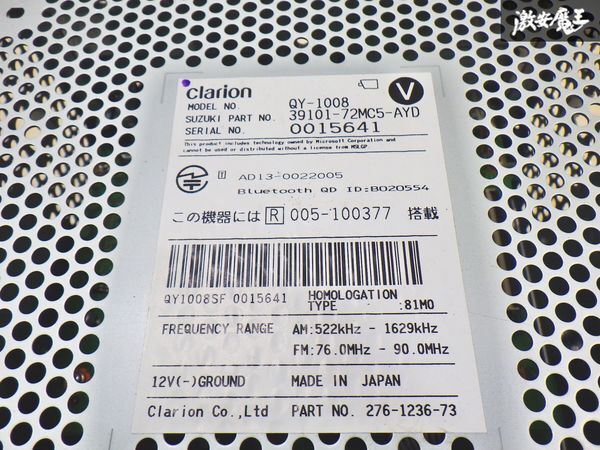 激安魔王
clarion
V
MODEL NO. QY-1008
SUZUKI PART NO. 39101-72MC5-AYD
SERIAL NO. 0015641
This product includes technology owned by Microsoft Corporation and
cannot be used or distributed without a license from MSLGP
T AD13-0022005
Bluetooth QD ID:B020554
この機器には R 005-100377 搭載
QY1008SF 0015641
HOMOLOGATION
TYPE :81MO
FREQUENCY RANGE AM:522kHz - 1629kHz
FM:76.0MHz - 90.0MHz
12V(-)GROUND MADE IN JAPAN
Clarion Co.,Ltd PART NO. 276-1236-73